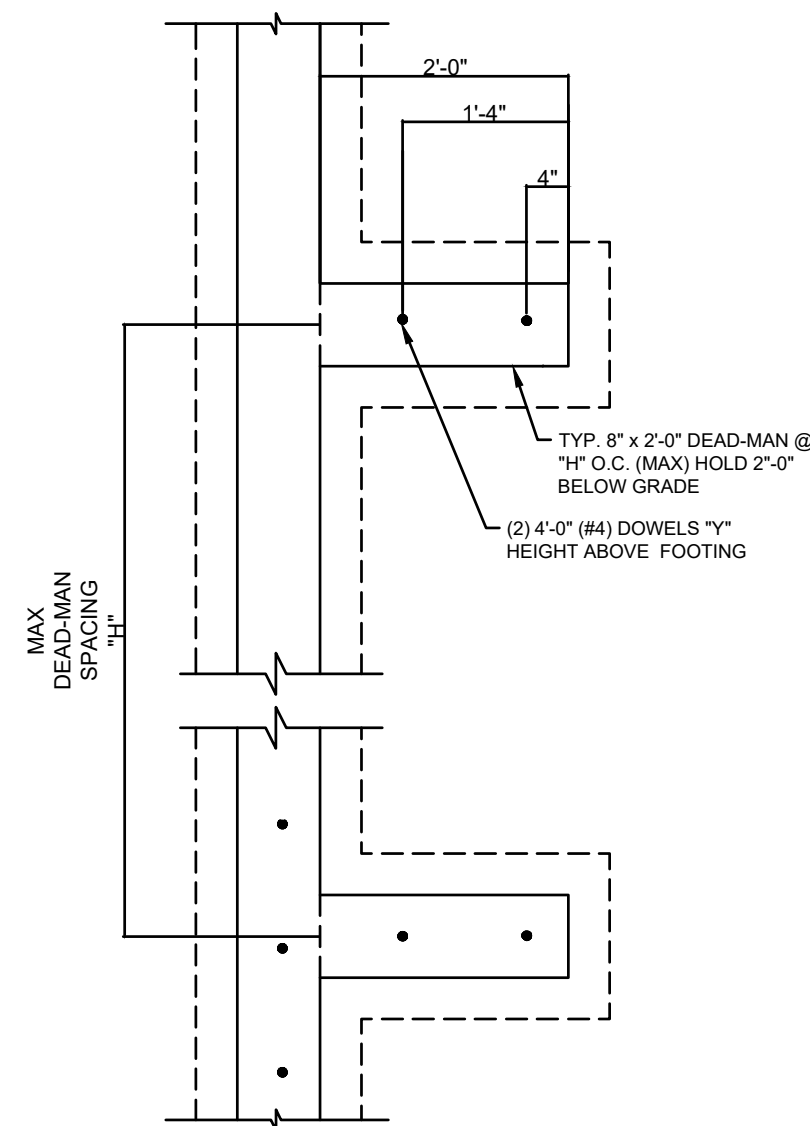 2'-0"
1'-4"
4"
TYP. 8" x 2'-0" DEAD-MAN @
"H" O.C. (MAX) HOLD 2"-0"
BELOW GRADE
(2) 4'-0" (#4) DOWELS "Y"
HEIGHT ABOVE FOOTING
MAX
DEAD-MAN
SPACING
"H"